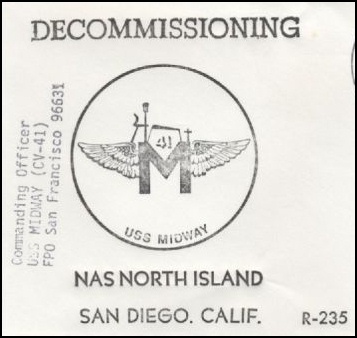 DECOMMISSIONING
Commanding Officer
USS MIDWAY (CV-41)
FPO San Francisco 96631
41
M
USS MIDWAY
NAS NORTH ISLAND
SAN DIEGO. CALIF.
R-235